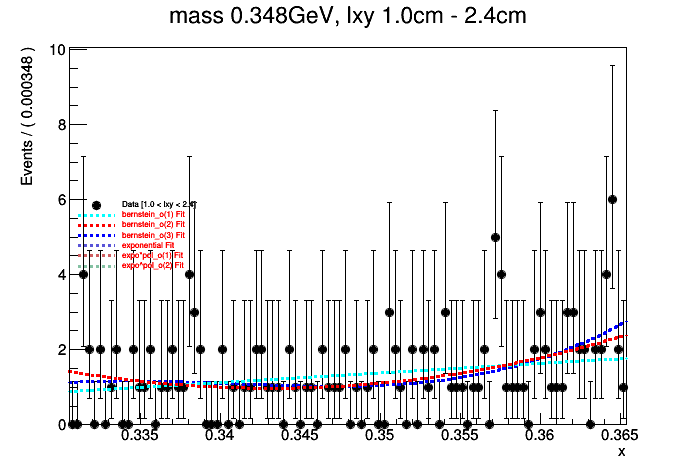 mass 0.348GeV, lxy 1.0cm - 2.4cm
Events / ( 0.000348 )
10
8
6
4
2
0
Data [1.0 < lxy < 2.4]
bernstein_o(1) Fit
bernstein_o(2) Fit
bernstein_o(3) Fit
exponential Fit
expo*pol_o(1) Fit
expo*pol_o(2) Fit
0.335 0.34 0.345 0.35 0.355 0.36 0.365
x